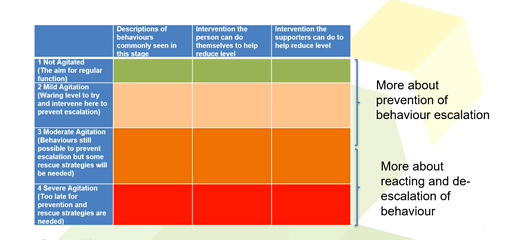 Descriptions of
behaviours
commonly seen in
this stage
Intervention the
person can do
themselves to help
reduce level
Intervention the
supporters can do to
help reduce level
1 Not Agitated
(The aim for regular
function)
2 Mild Agitation
(Waring level to try
and intervene here to
prevent escalation)
3 Moderate Agitation
(Behaviours still
possible to prevent
escalation but some
rescue strategies will
be needed)
4 Severe Agitation
(Too late for
prevention and
rescue strategies are
needed)
More about
prevention of
behaviour escalation
More about
reacting and de-
escalation of
behaviour